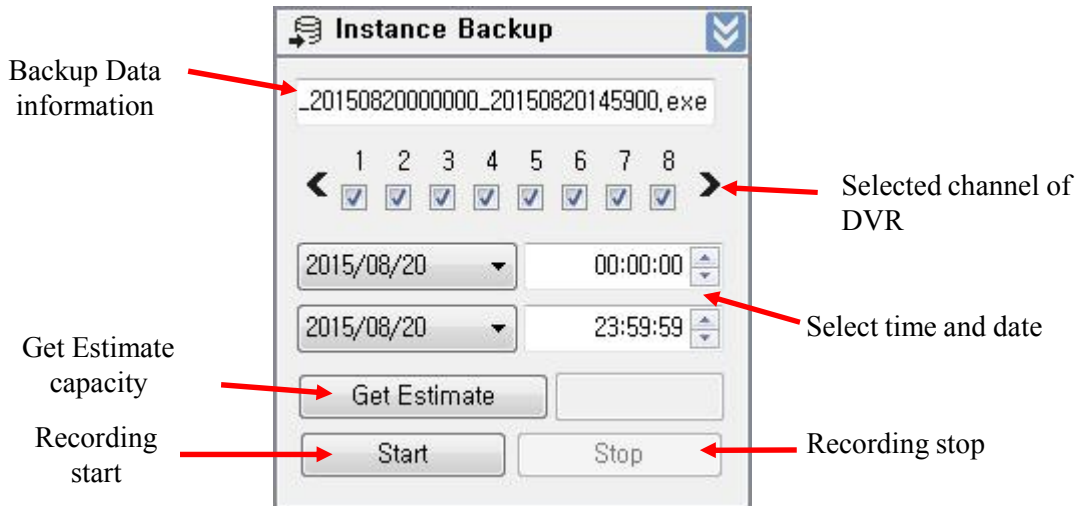 Instance Backup
Backup Data
information
_20150820000000_20150820145900.exe
1 2 3 4 5 6 7 8
Selected channel of
DVR
2015/08/20 00:00:00
2015/08/20 23:59:59
Select time and date
Get Estimate
capacity
Get Estimate
Recording
start
Start Stop
Recording stop